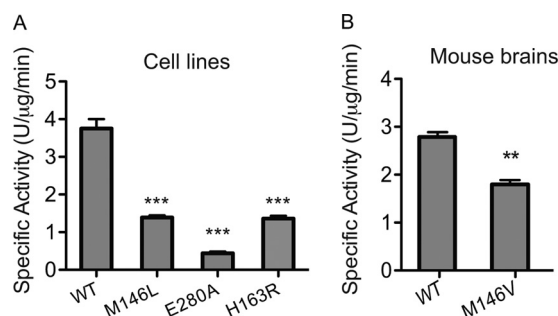 A
Cell lines
Specific Activity (U/μg/min)
5
4
3
2
1
0
***
***
***
WT
M146L
E280A
H163R
B
Mouse brains
Specific Activity (U/μg/min)
4
3
2
1
0
**
WT
M146V